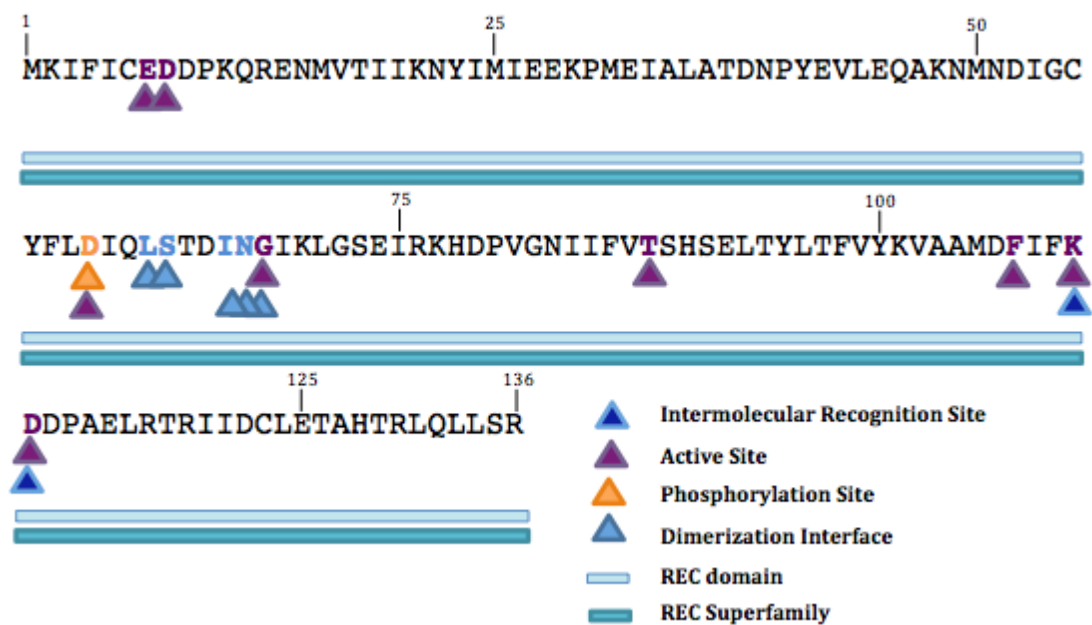 1 25 50
MKIFICEDDPKQRENMVTIIKNYIMIEEKPMEIALATDNPYEVLEQAKNMNDIGC
75 100
YFLDIQLSTDINGIKLGSEIRKHDPVGNIIFVTSHSELTYLTFVYKVAAMDFIFK
125 136
DDPAELRTRIIDCLETAHTRLQLLSR
Intermolecular Recognition Site
Active Site
Phosphorylation Site
Dimerization Interface
REC domain
REC Superfamily